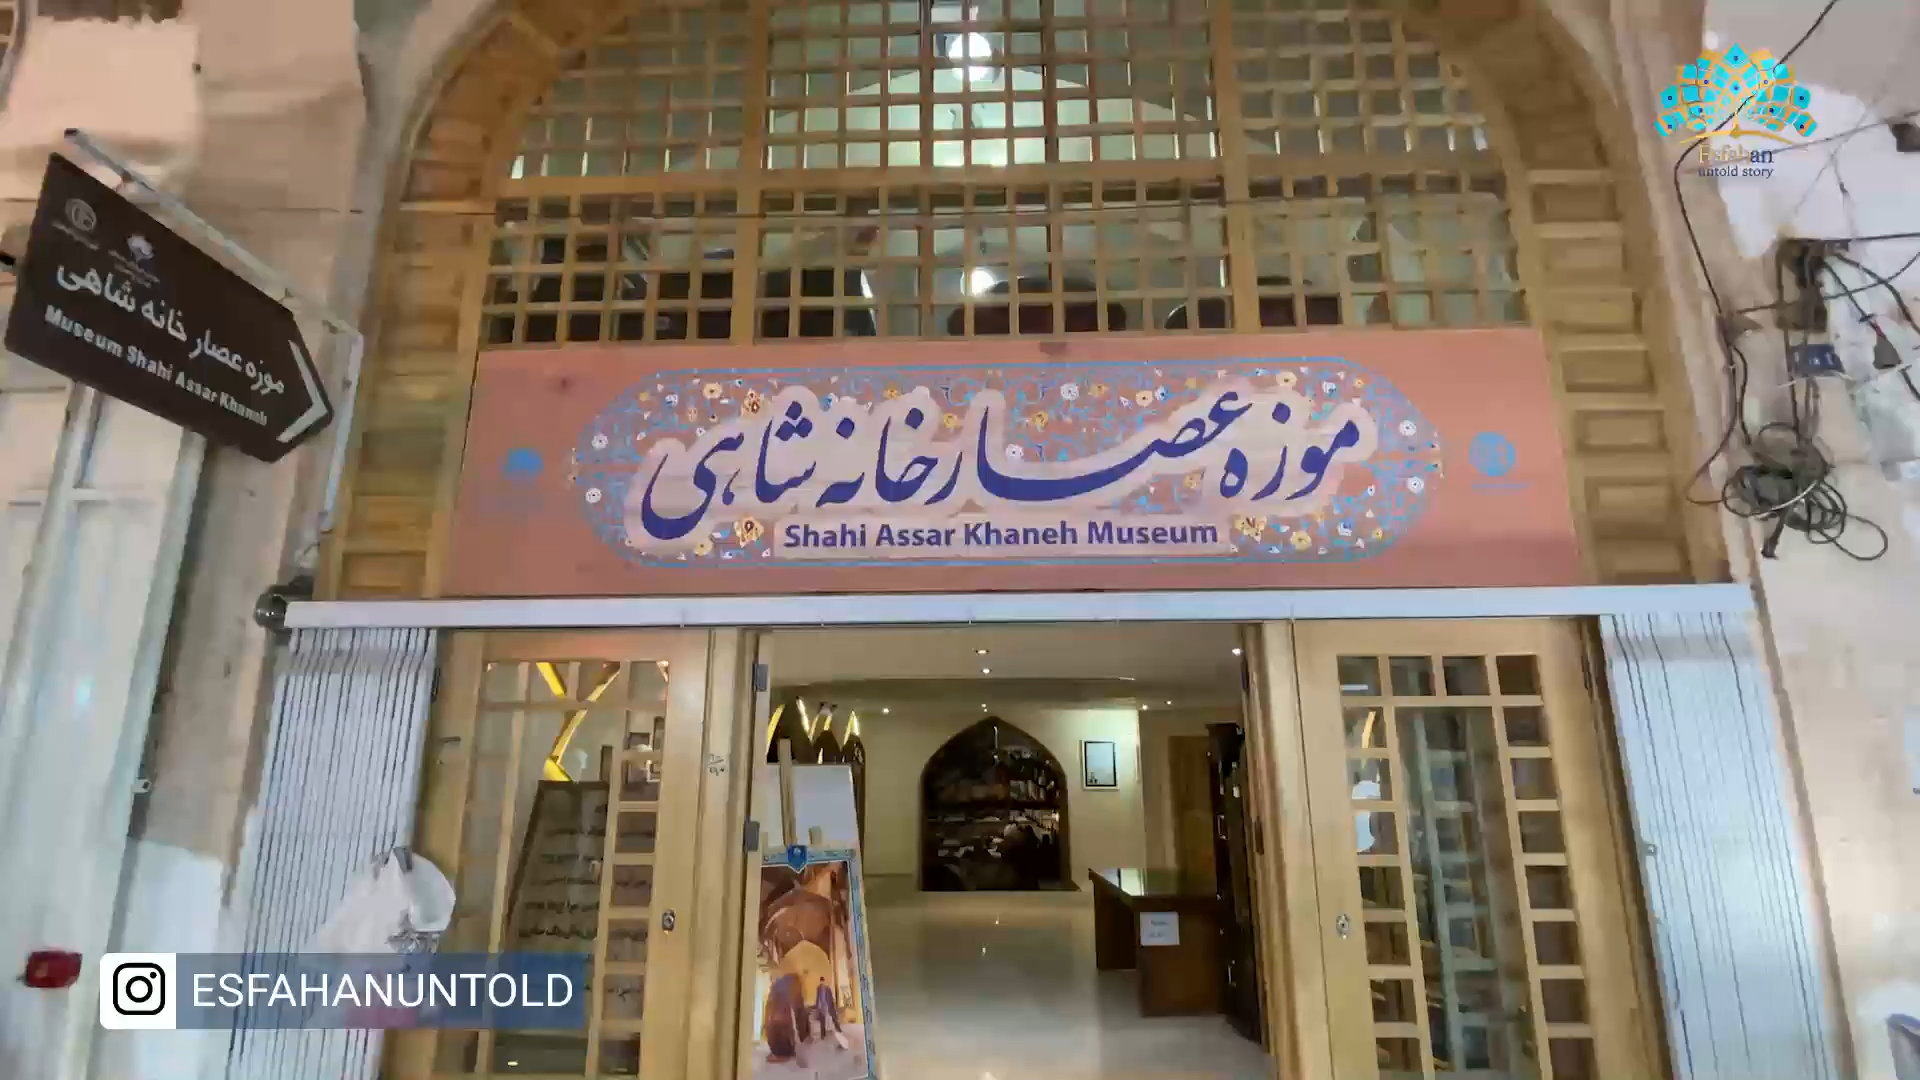 Esfahan
untold story
موزه عصار خانه شاهی
Museum Shahi Assar Khaneh
موزه عصارخانه شاهی
Shahi Assar Khaneh Museum
ESFAHANUNTOLD